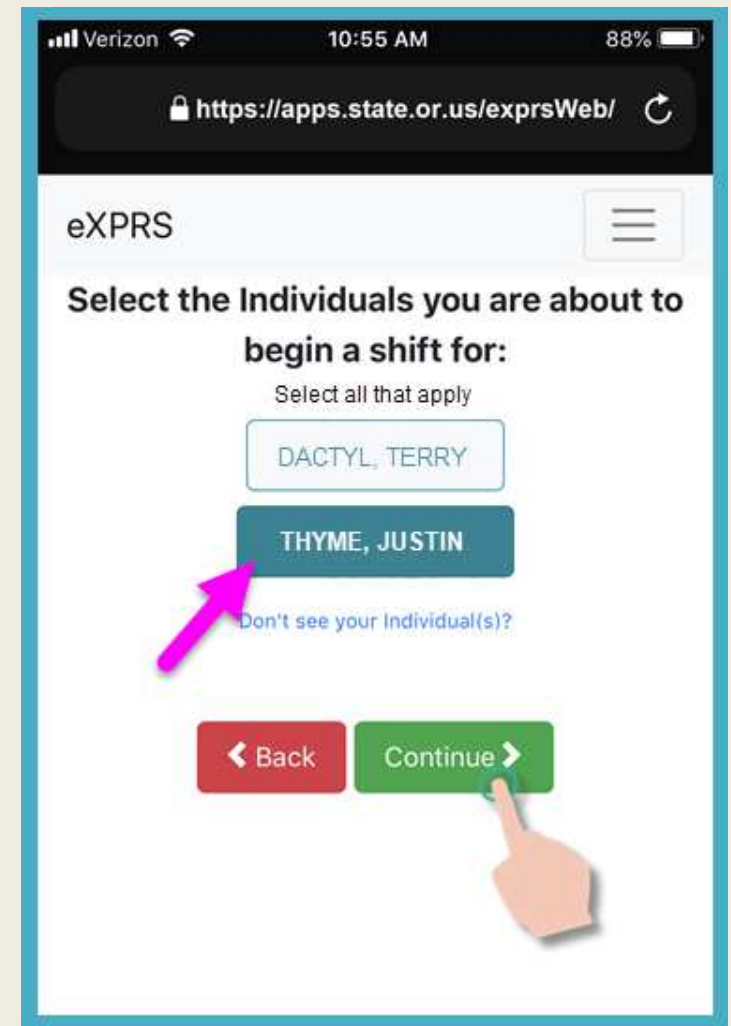 Verizon 10:55 AM 88%
https://apps.state.or.us/exprsWeb/
eXPRS
Select the Individuals you are about to
begin a shift for:
Select all that apply
DACTYL, TERRY
THYME, JUSTIN
Don't see your Individual(s)?
Back Continue